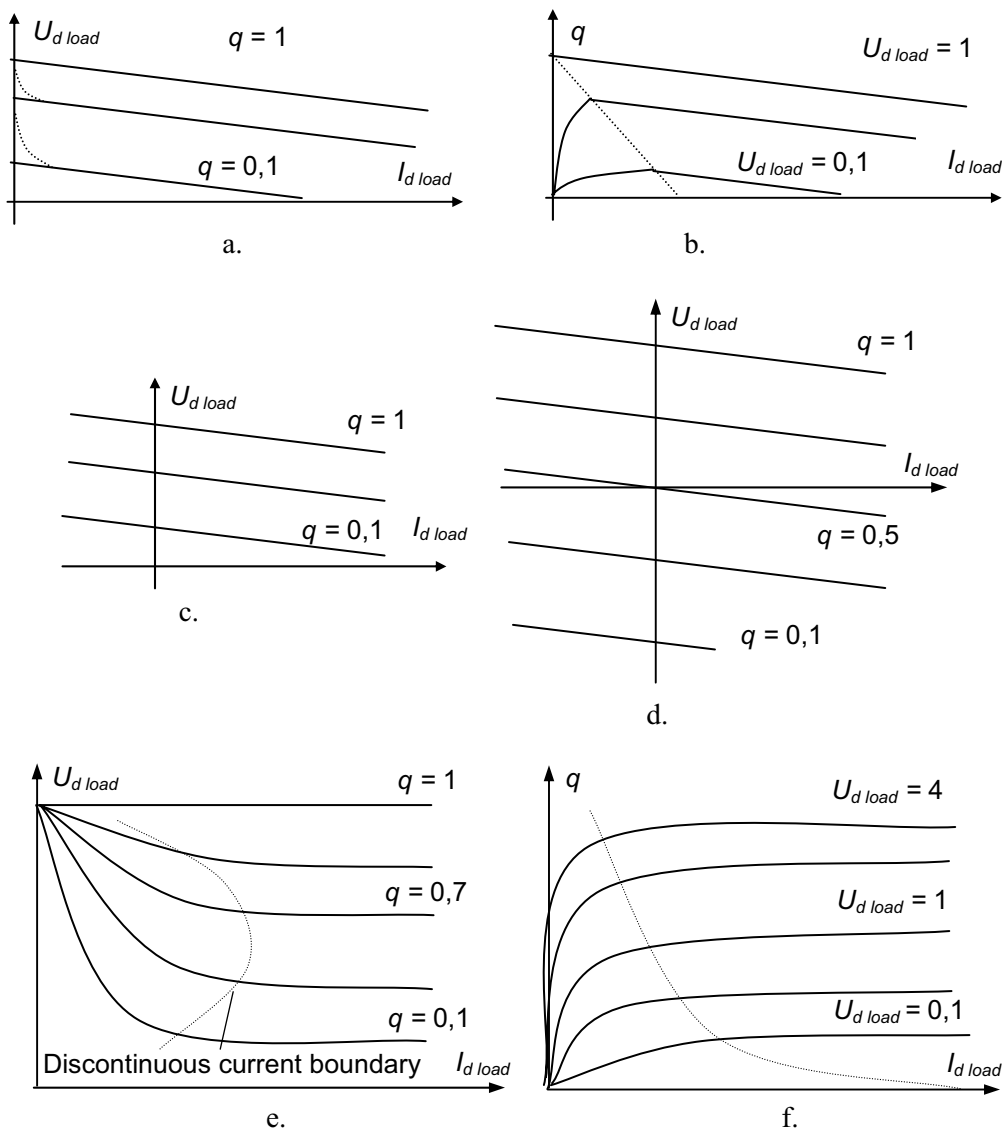 U_d load
q = 1
q = 0,1
I_d load
a.
q
U_d load = 1
U_d load = 0,1
I_d load
b.
U_d load
q = 1
q = 0,1
I_d load
c.
U_d load
q = 1
I_d load
q = 0,5
q = 0,1
d.
U_d load
q = 1
q = 0,7
q = 0,1
Discontinuous current boundary
I_d load
e.
q
U_d load = 4
U_d load = 1
U_d load = 0,1
I_d load
f.